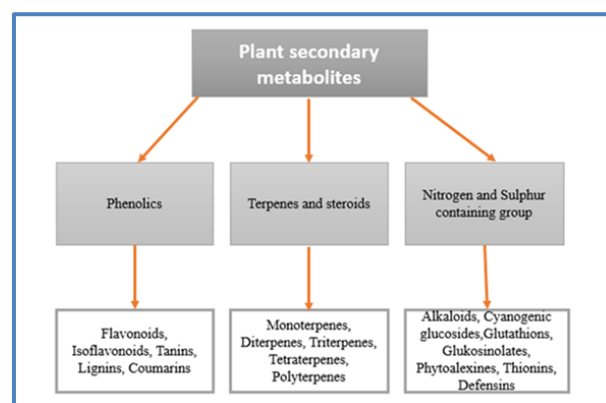 Plant secondary
metabolites
Phenolics
Terpenes and steroids
Nitrogen and Sulphur
containing group
Flavonoids,
Isoflavonoids, Tanins,
Lignins, Coumarins
Monoterpenes,
Diterpenes, Triterpenes,
Tetraterpenes,
Polyterpenes
Alkaloids, Cyanogenic
glucosides,Glutathions,
Glukosinolates,
Phytoalexines, Thionins,
Defensins